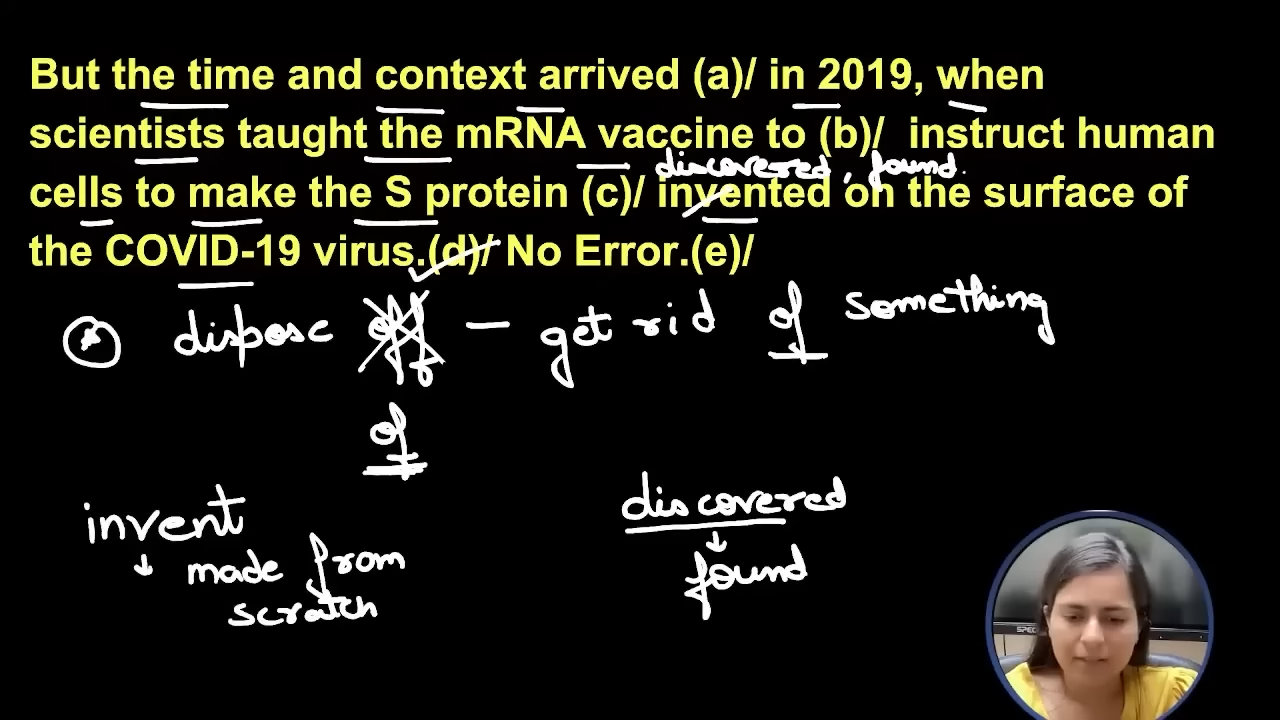 But the time and context arrived (a)/ in 2019, when
scientists taught the mRNA vaccine to (b)/ instruct human
discovered, found.
cells to make the S protein (c)/ invented on the surface of
the COVID-19 virus.(d)/ No Error.(e)/
dispose off – get rid of something
of
invent
made from
scratch
discovered
found
SPEC